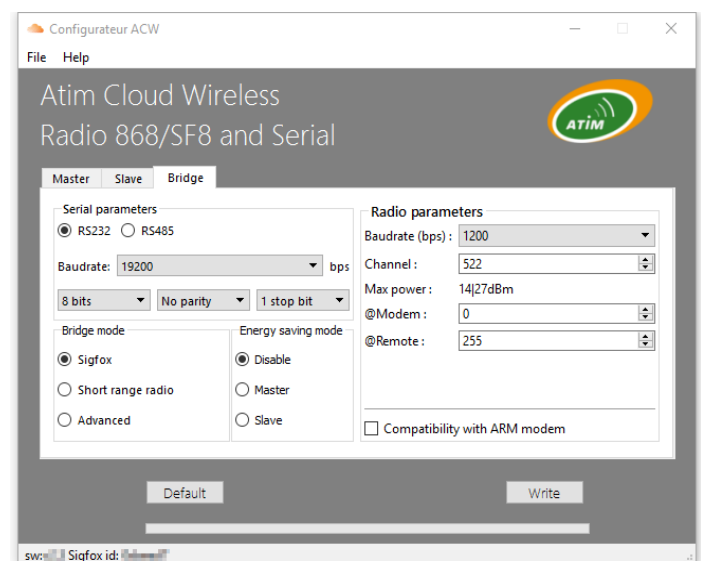 Configurateur ACW
File Help
Atim Cloud Wireless
Radio 868/SF8 and Serial
ATIM
Master Slave Bridge
Serial parameters
RS232 RS485
Baudrate: 19200 bps
8 bits No parity 1 stop bit
Bridge mode
Sigfox
Short range radio
Advanced
Energy saving mode
Disable
Master
Slave
Radio parameters
Baudrate (bps) : 1200
Channel : 522
Max power : 14|27dBm
@Modem : 0
@Remote : 255
Compatibility with ARM modem
Default Write
sw: Sigfox id: